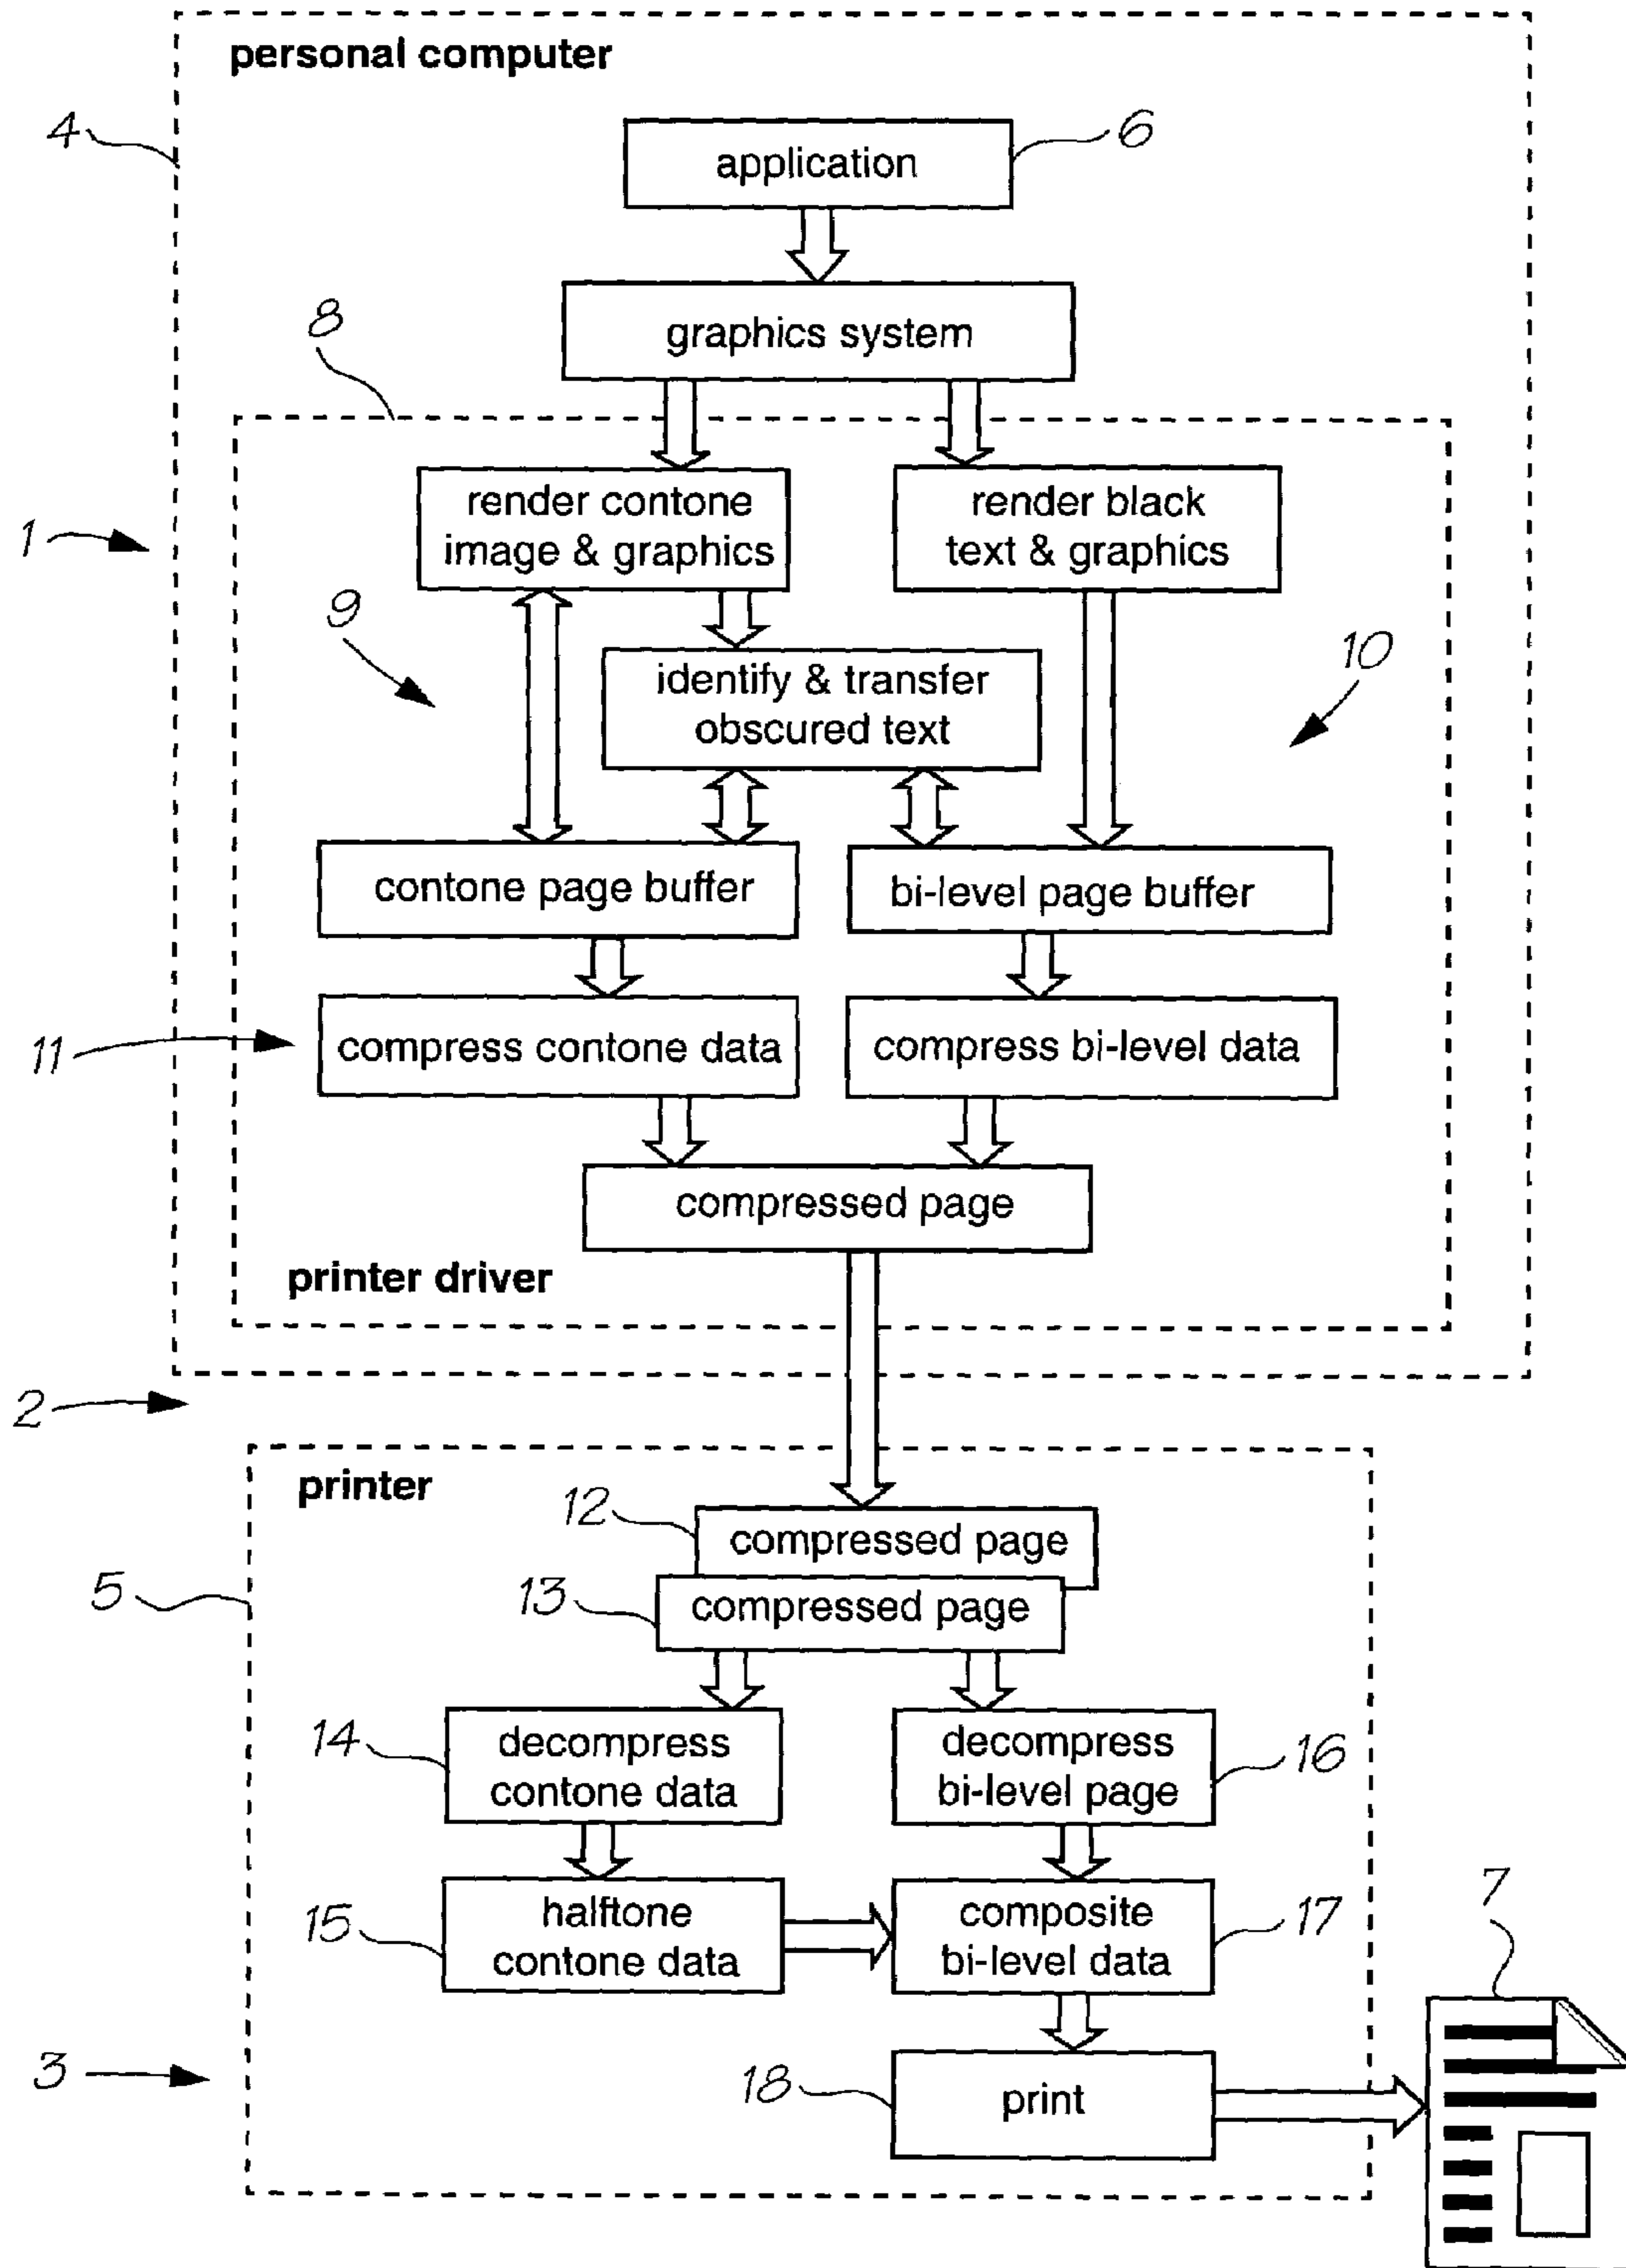 personal computer
4
application
6
graphics system
8
render contone
image & graphics
render black
text & graphics
1
9
identify & transfer
obscured text
10
contone page buffer
bi-level page buffer
11
compress contone data
compress bi-level data
compressed page
printer driver
2
printer
12
compressed page
5
13
compressed page
14
decompress
contone data
decompress
bi-level page
16
15
halftone
contone data
composite
bi-level data
17
7
3
18
print